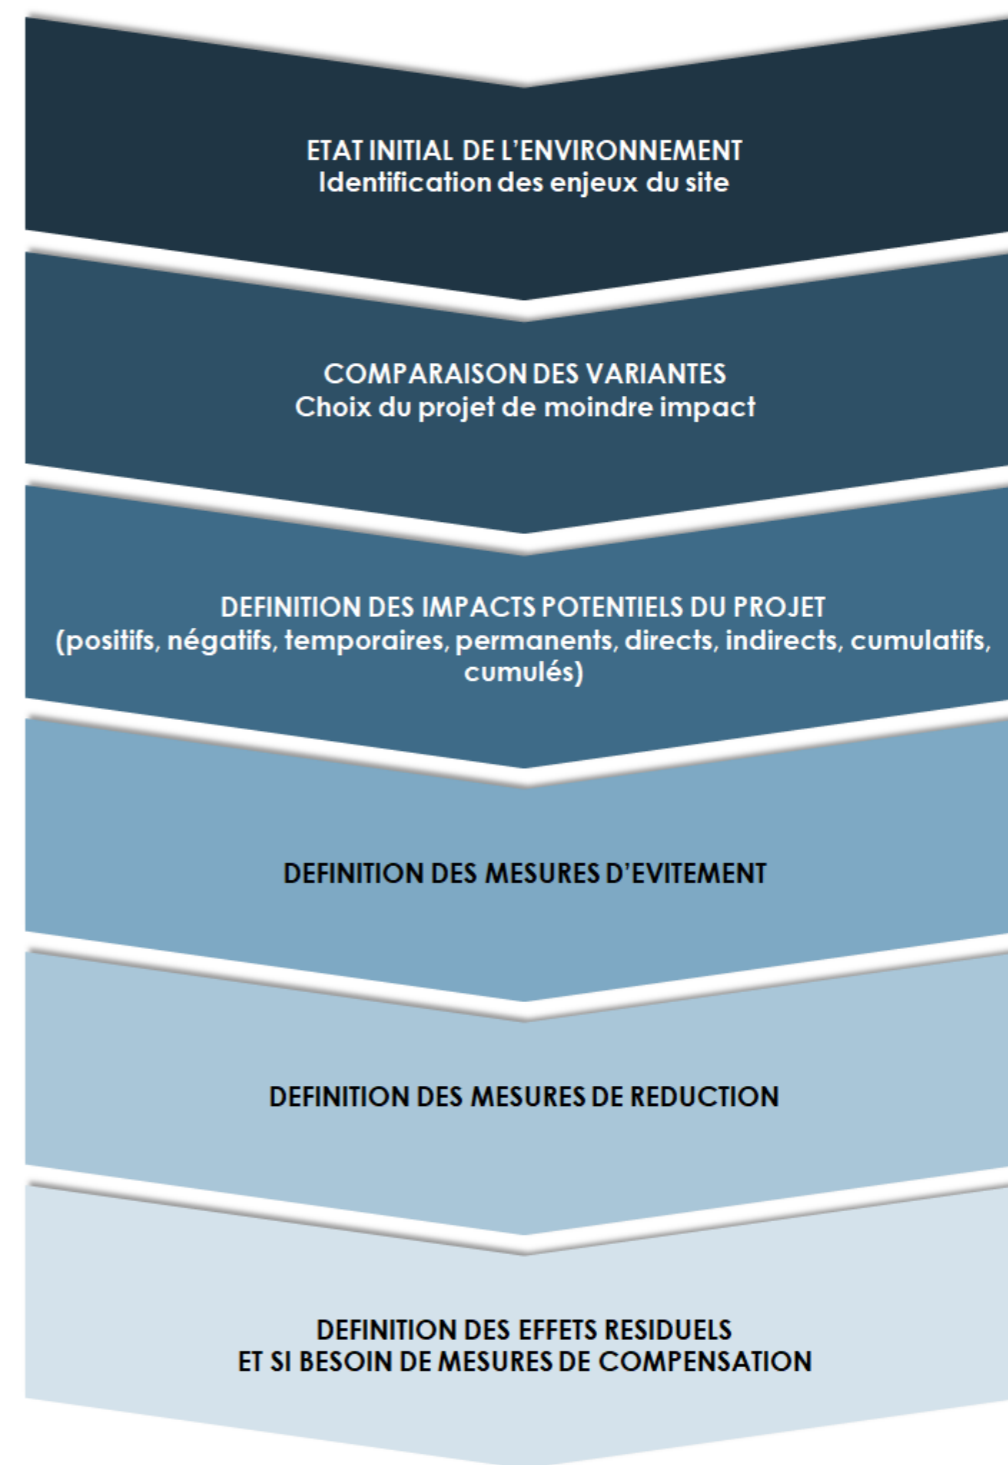 ETAT INITIAL DE L'ENVIRONNEMENT
Identification des enjeux du site
COMPARAISON DES VARIANTES
Choix du projet de moindre impact
DEFINITION DES IMPACTS POTENTIELS DU PROJET
(positifs, négatifs, temporaires, permanents, directs, indirects, cumulatifs,
cumulés)
DEFINITION DES MESURES D'EVITEMENT
DEFINITION DES MESURES DE REDUCTION
DEFINITION DES EFFETS RESIDUELS
ET SI BESOIN DE MESURES DE COMPENSATION